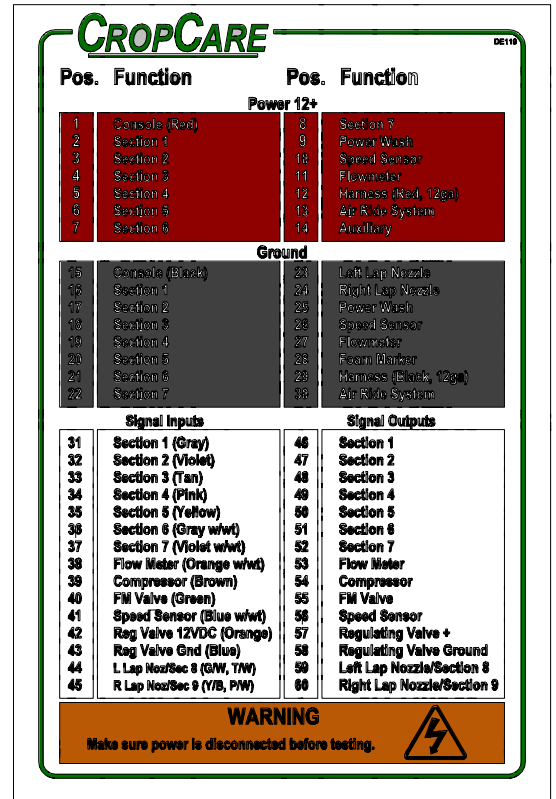 CROPCARE
DE118
Pos. Function Pos. Function
Power 12+
1 Console (Red) 8 Section 7
2 Section 1 9 Power Wash
3 Section 2 10 Speed Sensor
4 Section 3 11 Flowmeter
5 Section 4 12 Harness (Red, 12ga)
6 Section 5 13 Air Ride System
7 Section 6 14 Auxiliary
Ground
15 Console (Black) 23 Left Lap Nozzle
16 Section 1 24 Right Lap Nozzle
17 Section 2 25 Power Wash
18 Section 3 26 Speed Sensor
19 Section 4 27 Flowmeter
20 Section 5 28 Foam Marker
21 Section 6 29 Harness (Black, 12ga)
22 Section 7 30 Air Ride System
Signal Inputs Signal Outputs
31 Section 1 (Gray) 46 Section 1
32 Section 2 (Violet) 47 Section 2
33 Section 3 (Tan) 48 Section 3
34 Section 4 (Pink) 49 Section 4
35 Section 5 (Yellow) 50 Section 5
36 Section 6 (Gray w/wt) 51 Section 6
37 Section 7 (Violet w/wt) 52 Section 7
38 Flow Meter (Orange w/wt) 53 Flow Meter
39 Compressor (Brown) 54 Compressor
40 FM Valve (Green) 55 FM Valve
41 Speed Sensor (Blue w/wt) 56 Speed Sensor
42 Reg Valve 12VDC (Orange) 57 Regulating Valve +
43 Reg Valve Gnd (Blue) 58 Regulating Valve Ground
44 L Lap Noz/Sec 8 (G/W, T/W) 59 Left Lap Nozzle/Section 8
45 R Lap Noz/Sec 9 (Y/B, P/W) 60 Right Lap Nozzle/Section 9
WARNING
Make sure power is disconnected before testing.